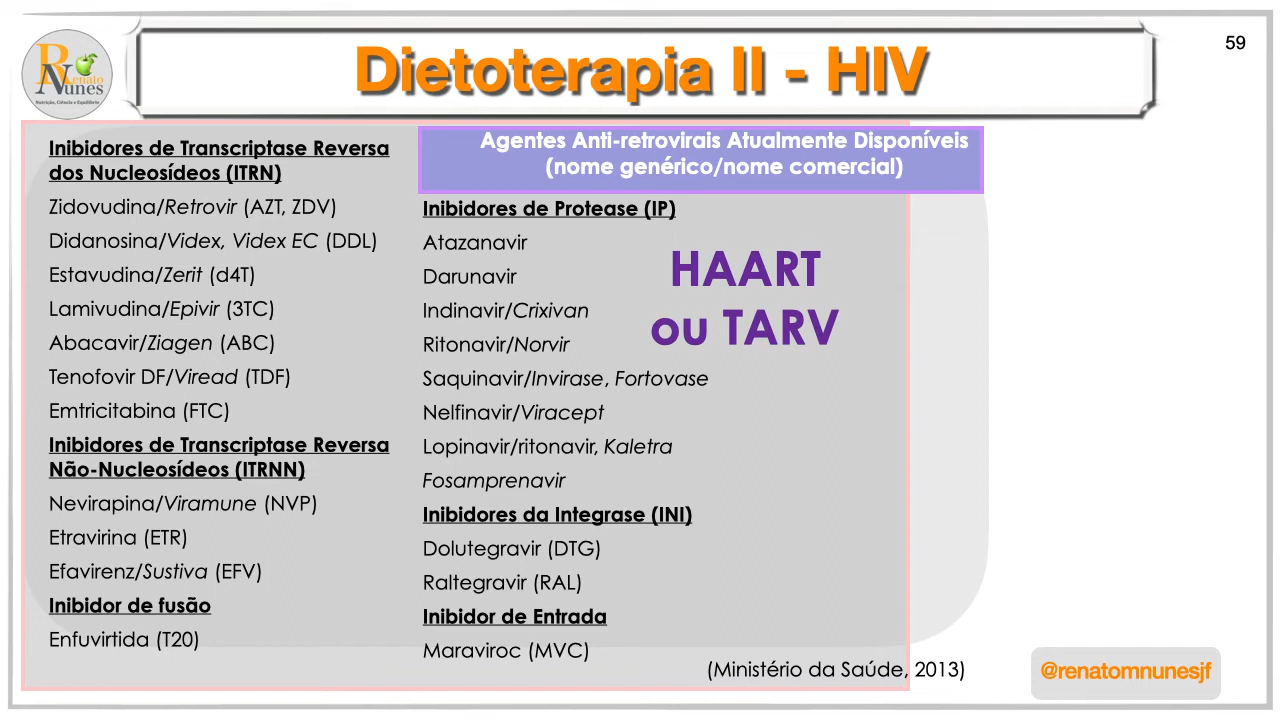 Renato
Nunes
Nutrição, Ciência e Equilíbrio
Dietoterapia II - HIV
59
Agentes Anti-retrovirais Atualmente Disponíveis
(nome genérico/nome comercial)
Inibidores de Transcriptase Reversa
dos Nucleosídeos (ITRN)
Zidovudina/Retrovir (AZT, ZDV)
Didanosina/Videx, Videx EC (DDL)
Estavudina/Zerit (d4T)
Lamivudina/Epivir (3TC)
Abacavir/Ziagen (ABC)
Tenofovir DF/Viread (TDF)
Emtricitabina (FTC)
Inibidores de Transcriptase Reversa
Não-Nucleosídeos (ITRNN)
Nevirapina/Viramune (NVP)
Etravirina (ETR)
Efavirenz/Sustiva (EFV)
Inibidor de fusão
Enfuvirtida (T20)
Inibidores de Protease (IP)
Atazanavir
Darunavir
Indinavir/Crixivan
Ritonavir/Norvir
Saquinavir/Invirase, Fortovase
Nelfinavir/Viracept
Lopinavir/ritonavir, Kaletra
Fosamprenavir
Inibidores da Integrase (INI)
Dolutegravir (DTG)
Raltegravir (RAL)
Inibidor de Entrada
Maraviroc (MVC)
HAART
ou TARV
(Ministério da Saúde, 2013)
@renatomnunesjf